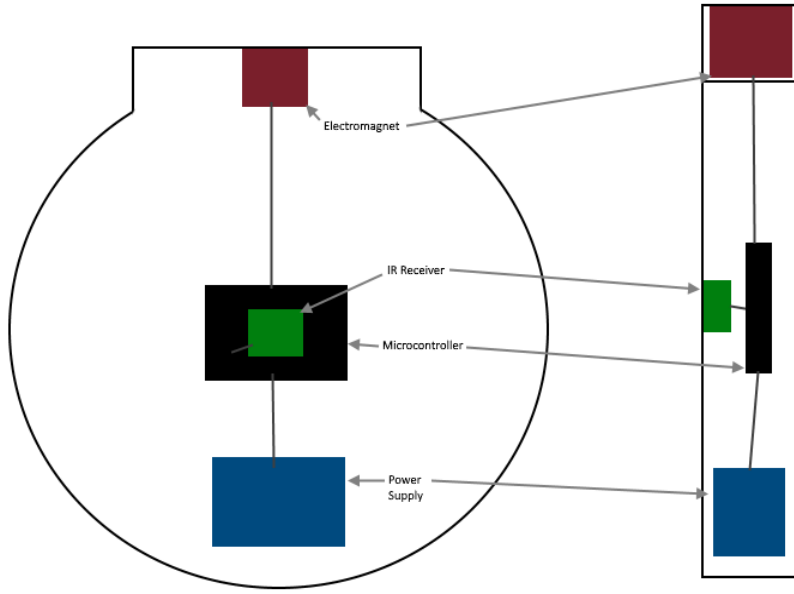 Electromagnet
IR Receiver
Microcontroller
Power
Supply